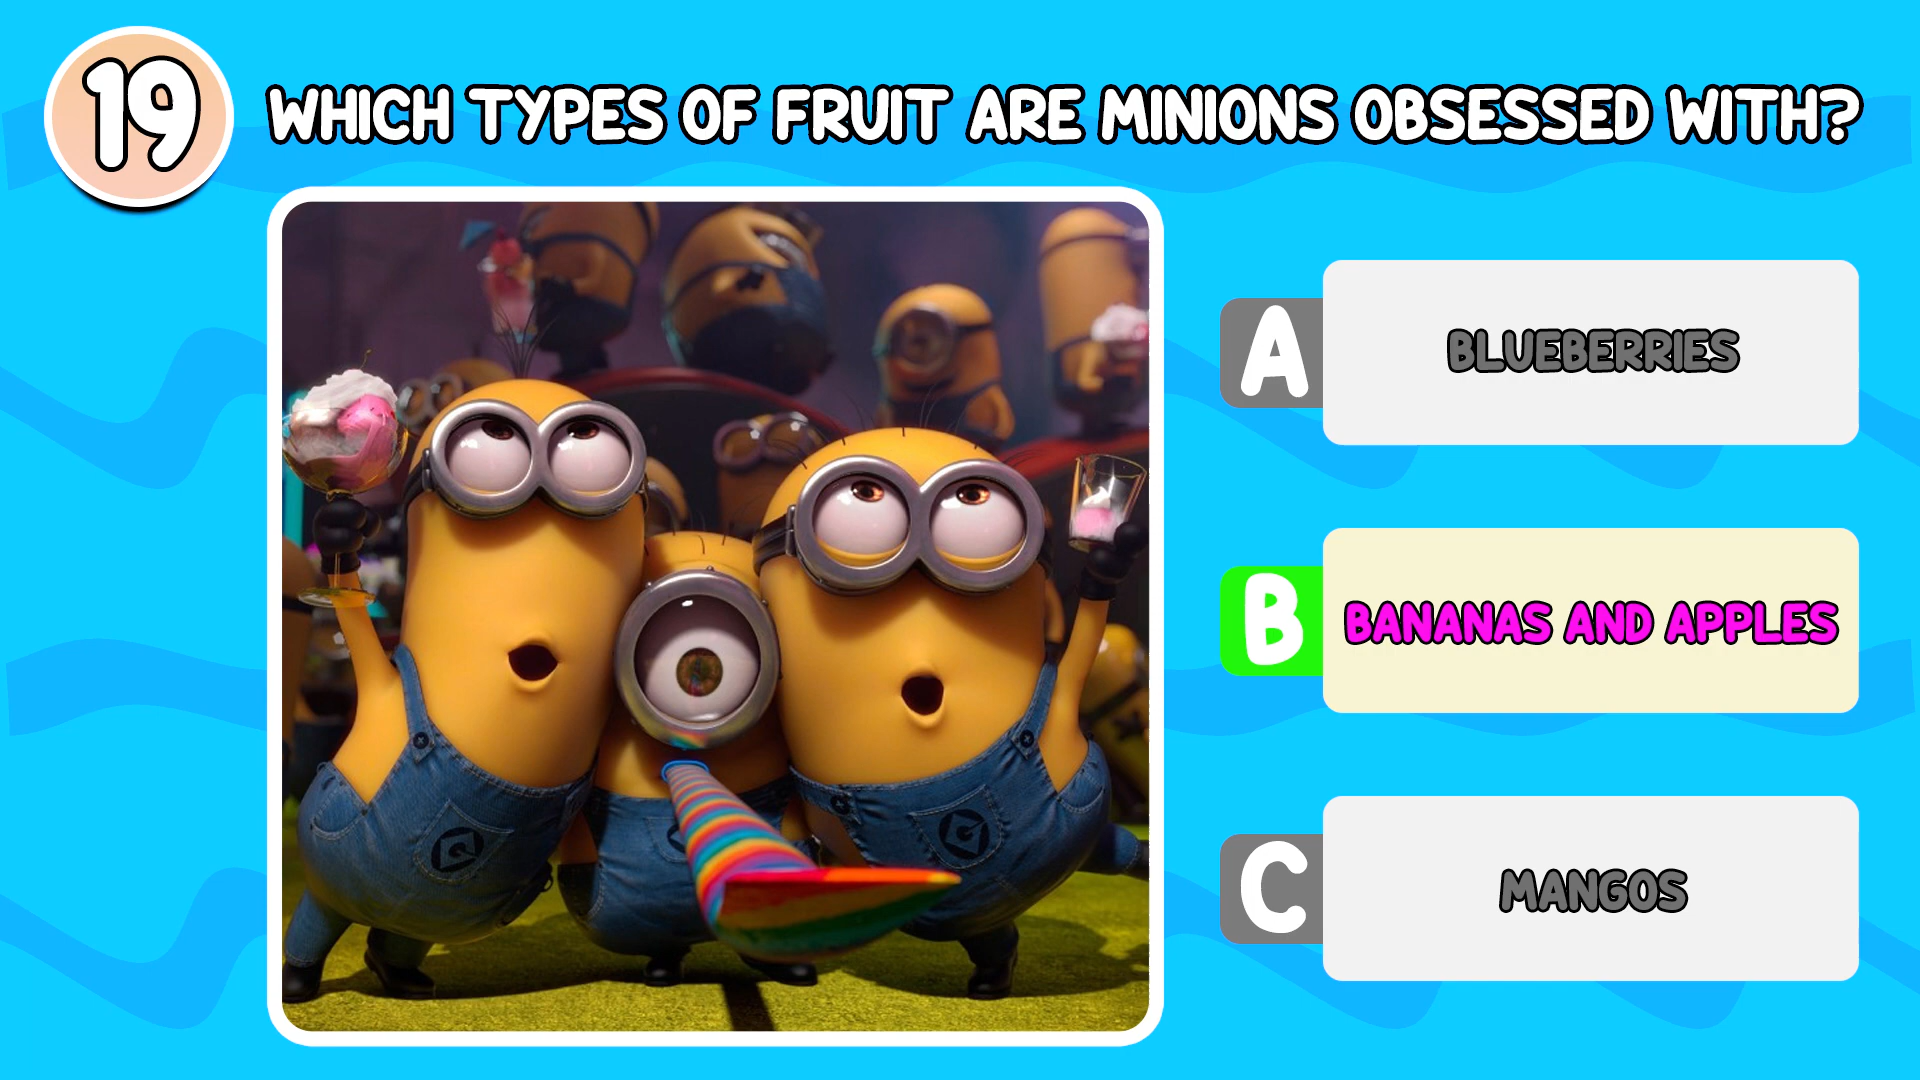 19
WHICH TYPES OF FRUIT ARE MINIONS OBSESSED WITH?
A
BLUEBERRIES
B
BANANAS AND APPLES
C
MANGOS